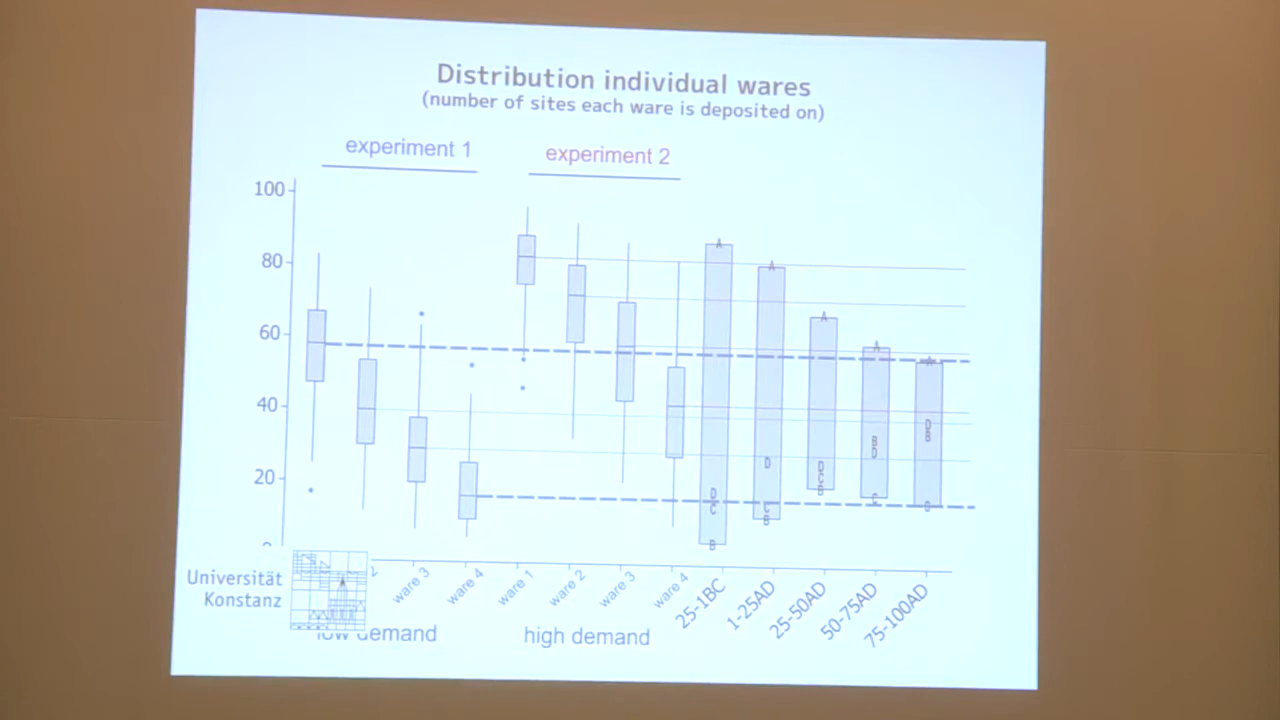 Distribution individual wares
(number of sites each ware is deposited on)
experiment 1
experiment 2
100
80
60
40
20
A
A
A
A
A
D
C
B
D
C
B
D
C
B
B
D
C
D
B
C
2
ware 3
ware 4
ware 1
ware 2
ware 3
ware 4
25-1BC
1-25AD
25-50AD
50-75AD
75-100AD
low demand
high demand
Universität
Konstanz